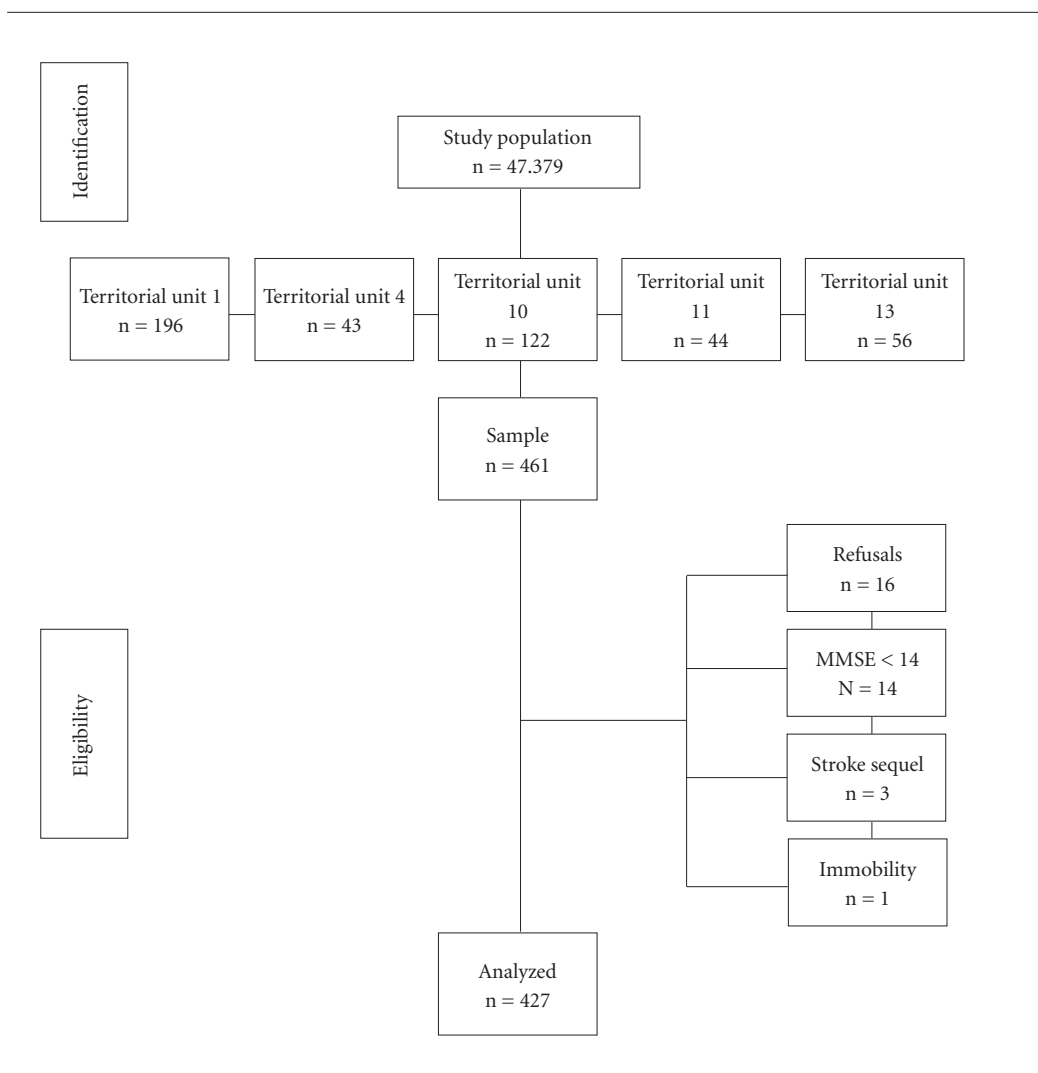 Identification
Study population
n = 47.379
Territorial unit 1
n = 196
Territorial unit 4
n = 43
Territorial unit
10
n = 122
Territorial unit
11
n = 44
Territorial unit
13
n = 56
Sample
n = 461
Eligibility
Refusals
n = 16
MMSE < 14
N = 14
Stroke sequel
n = 3
Immobility
n = 1
Analyzed
n = 427